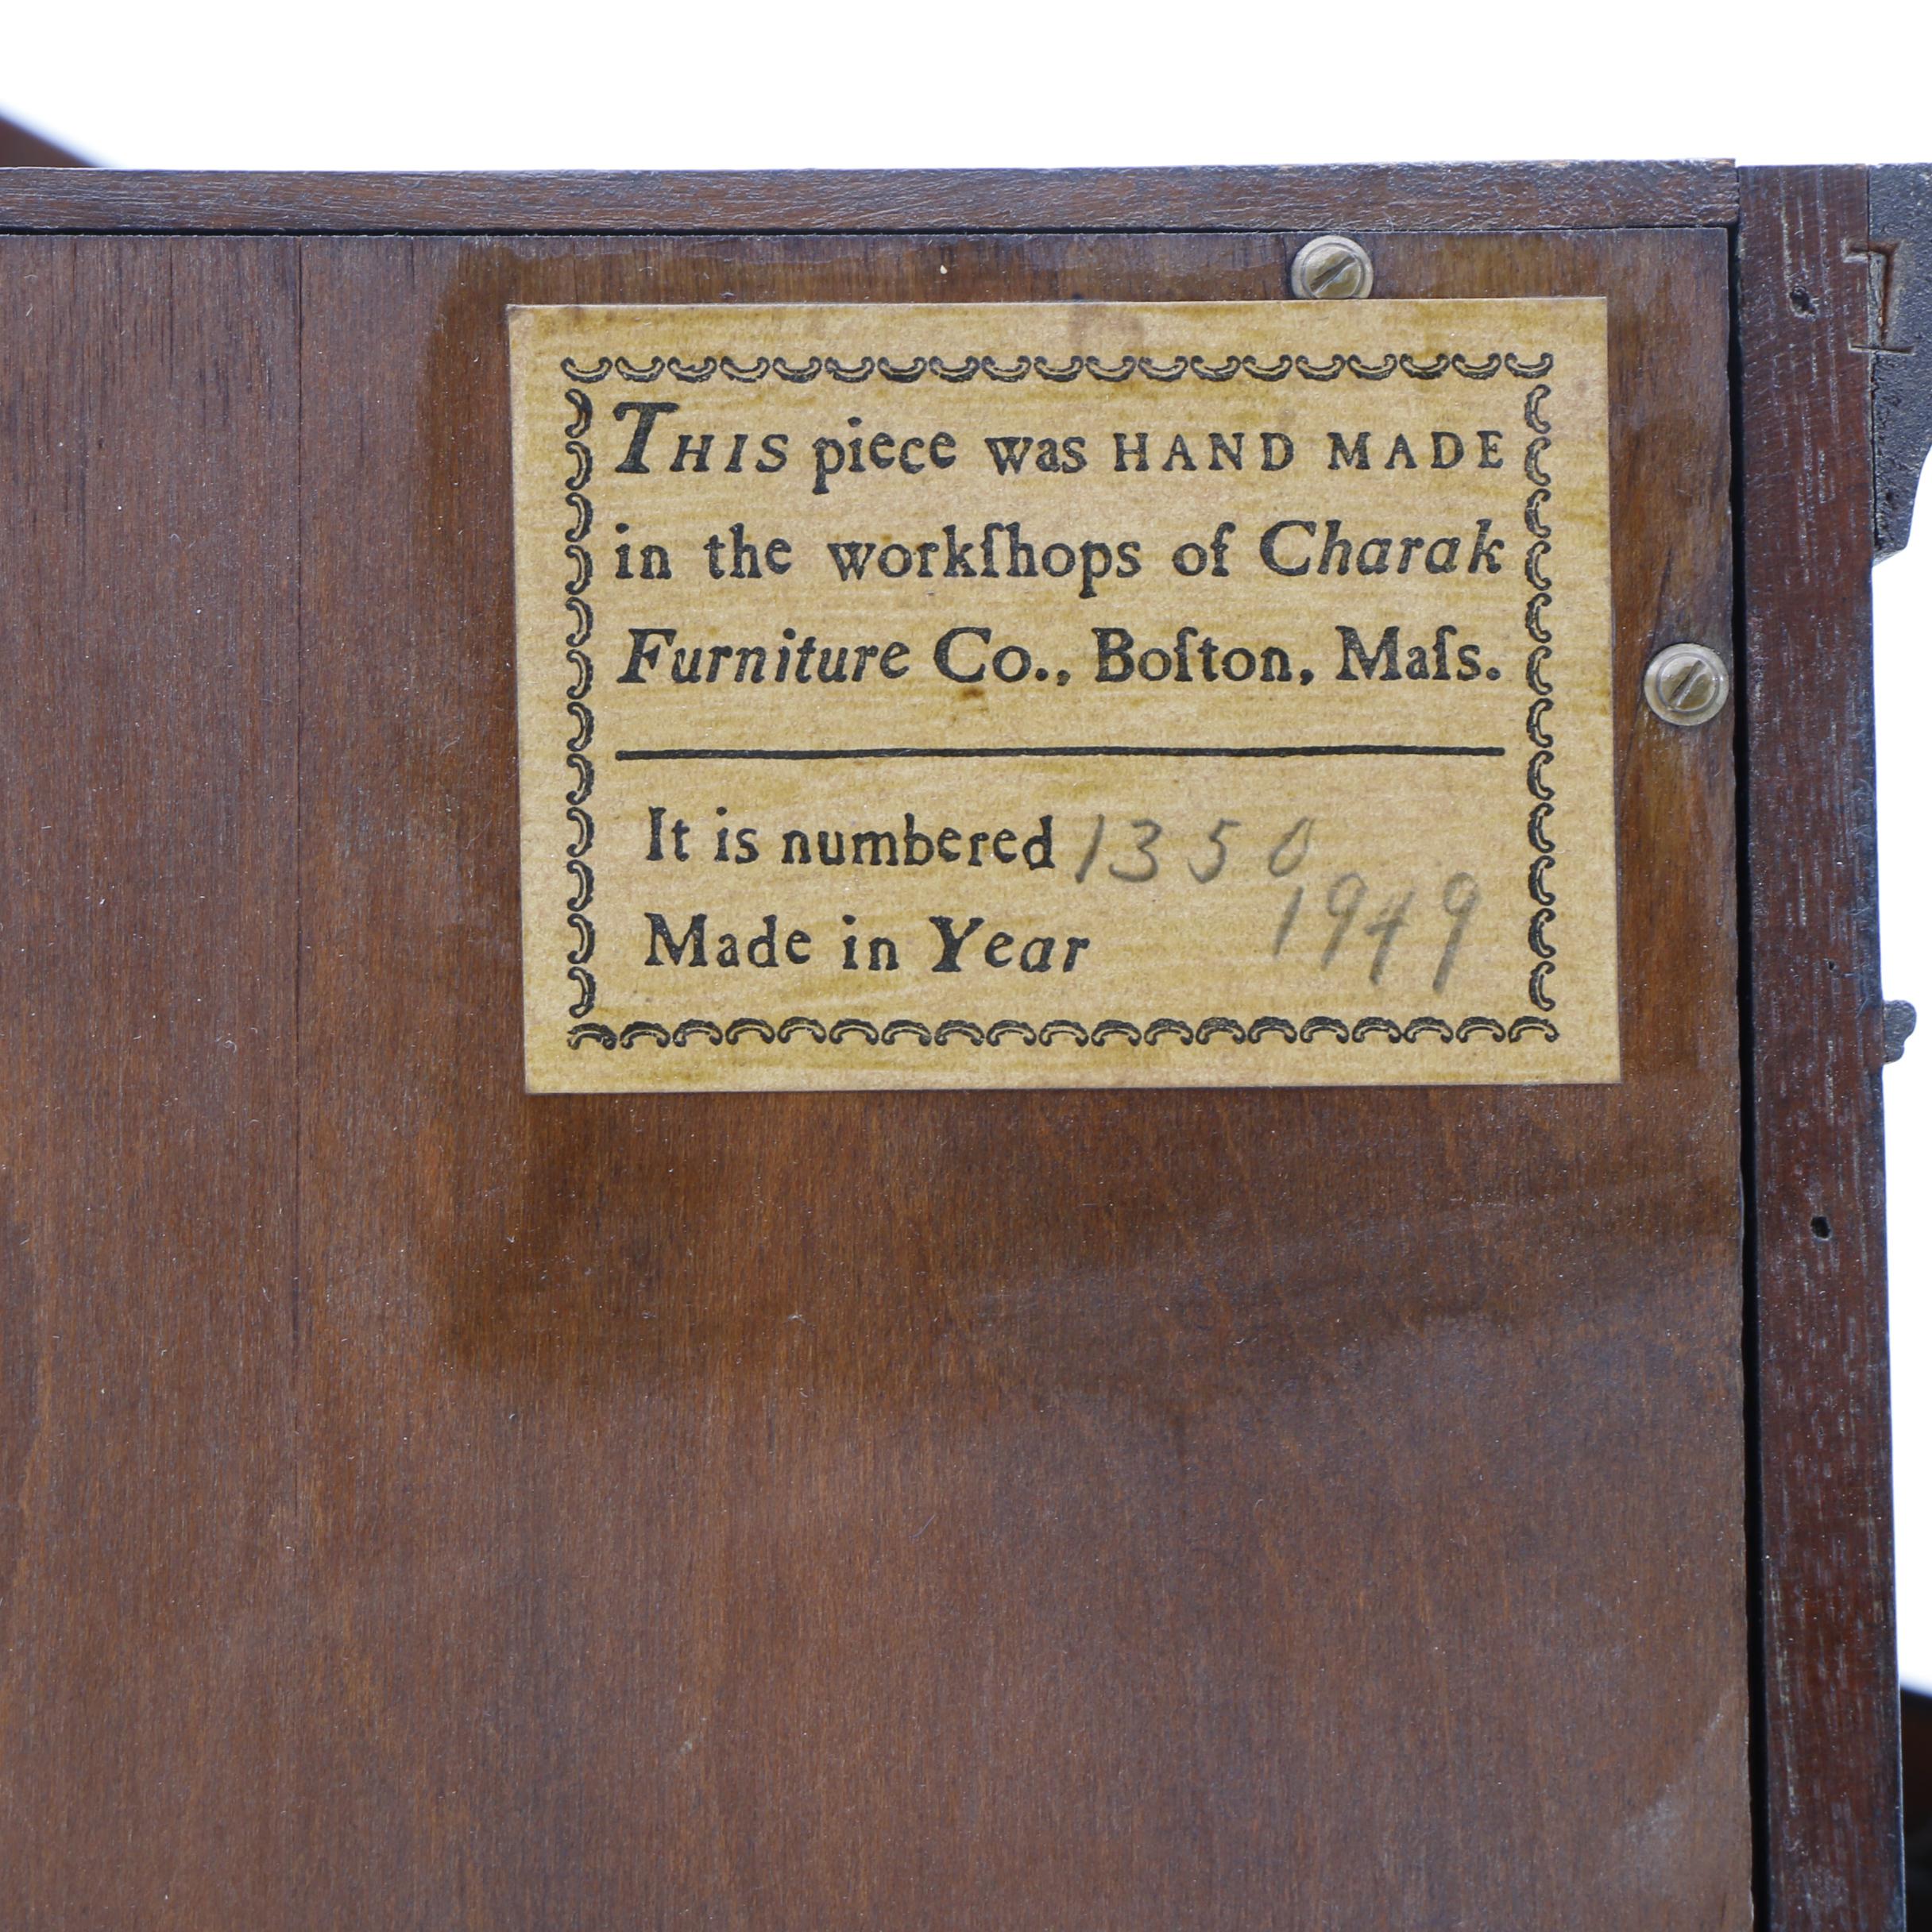 THIS piece was HAND MADE
in the workſhops of Charak
Furniture Co., Boſton, Maſs.
It is numbered 1350
Made in Year 1949